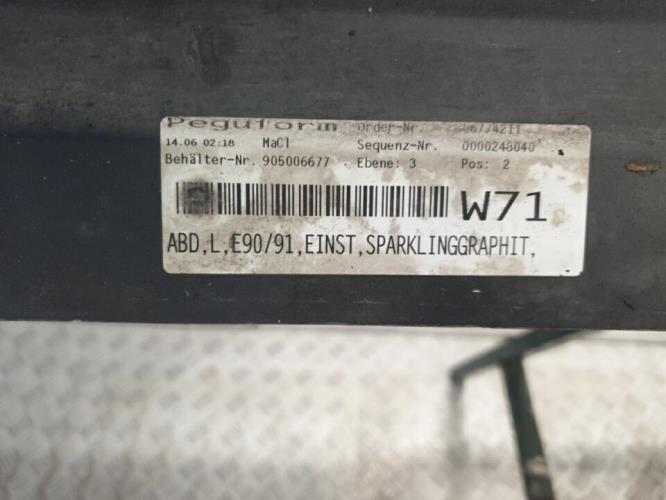 Peguform Order-Nr. 06774211
14.06 02:18 MaCl Sequenz-Nr. 0000248040
Behälter-Nr. 905006677 Ebene: 3 Pos: 2
W71
ABD,L,E90/91,EINST,SPARKLINGGRAPHIT,